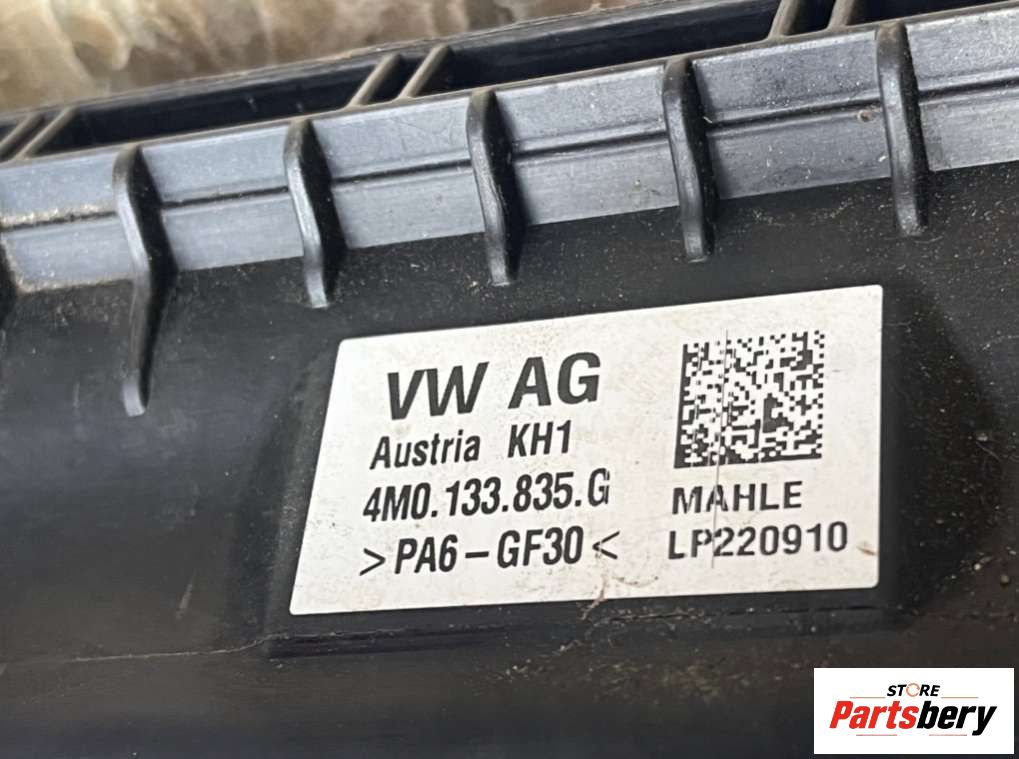 VW AG
Austria KH1
4M0.133.835.G
>PA6-GF30<
MAHLE
LP220910
STORE
Partsbery